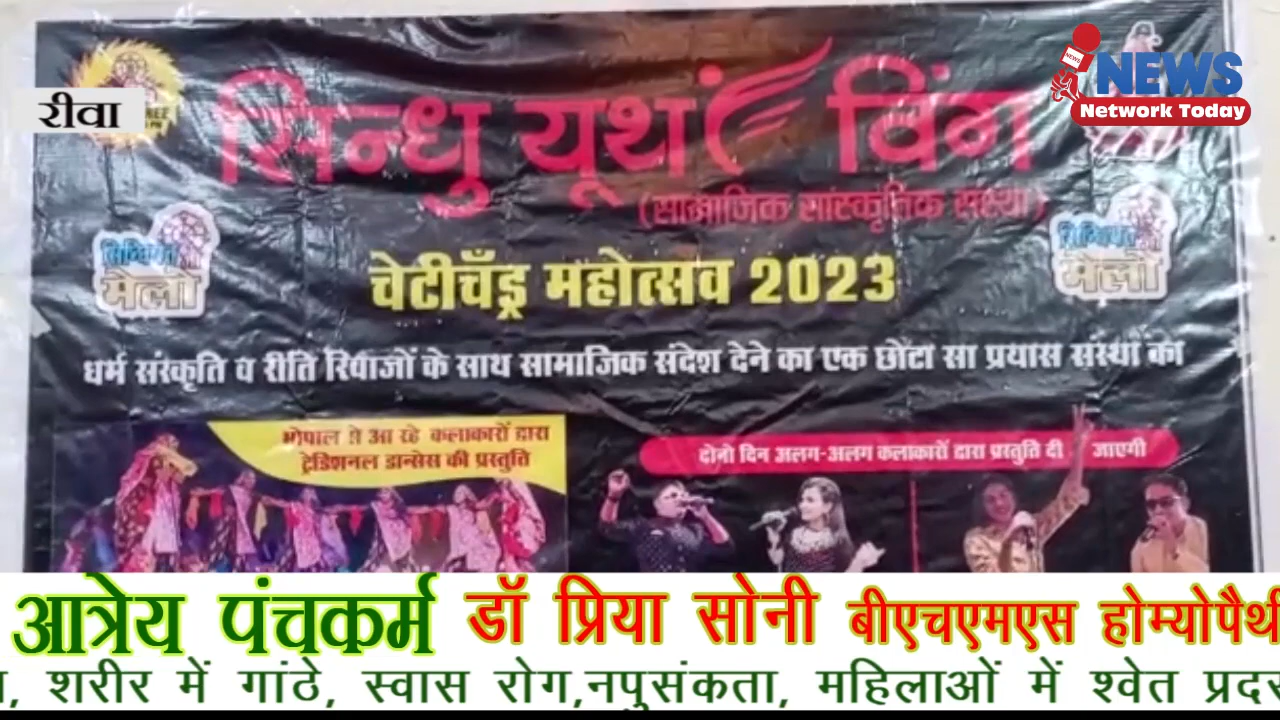 NEWS
Network Today
रीवा
सिन्धु यूथ विंग
(सामाजिक सांस्कृतिक संस्था)
मेलो
मेलो
चेटीचँड्र महोत्सव 2023
धर्म संस्कृति व रीति रिवाजों के साथ सामाजिक संदेश देने का एक छोटा सा प्रयास संस्था का
भोपाल से आ रहे कलाकारों द्वारा
ट्रेडिशनल डान्सेस की प्रस्तुति
दोनो दिन अलग-अलग कलाकारों द्वारा प्रस्तुति दी जाएगी
आत्रेय पंचकर्म डॉ प्रिया सोनी बीएचएमएस होम्योपैथी
, शरीर में गांठे, स्वास रोग,नपुसंकता, महिलाओं में श्वेत प्रदर